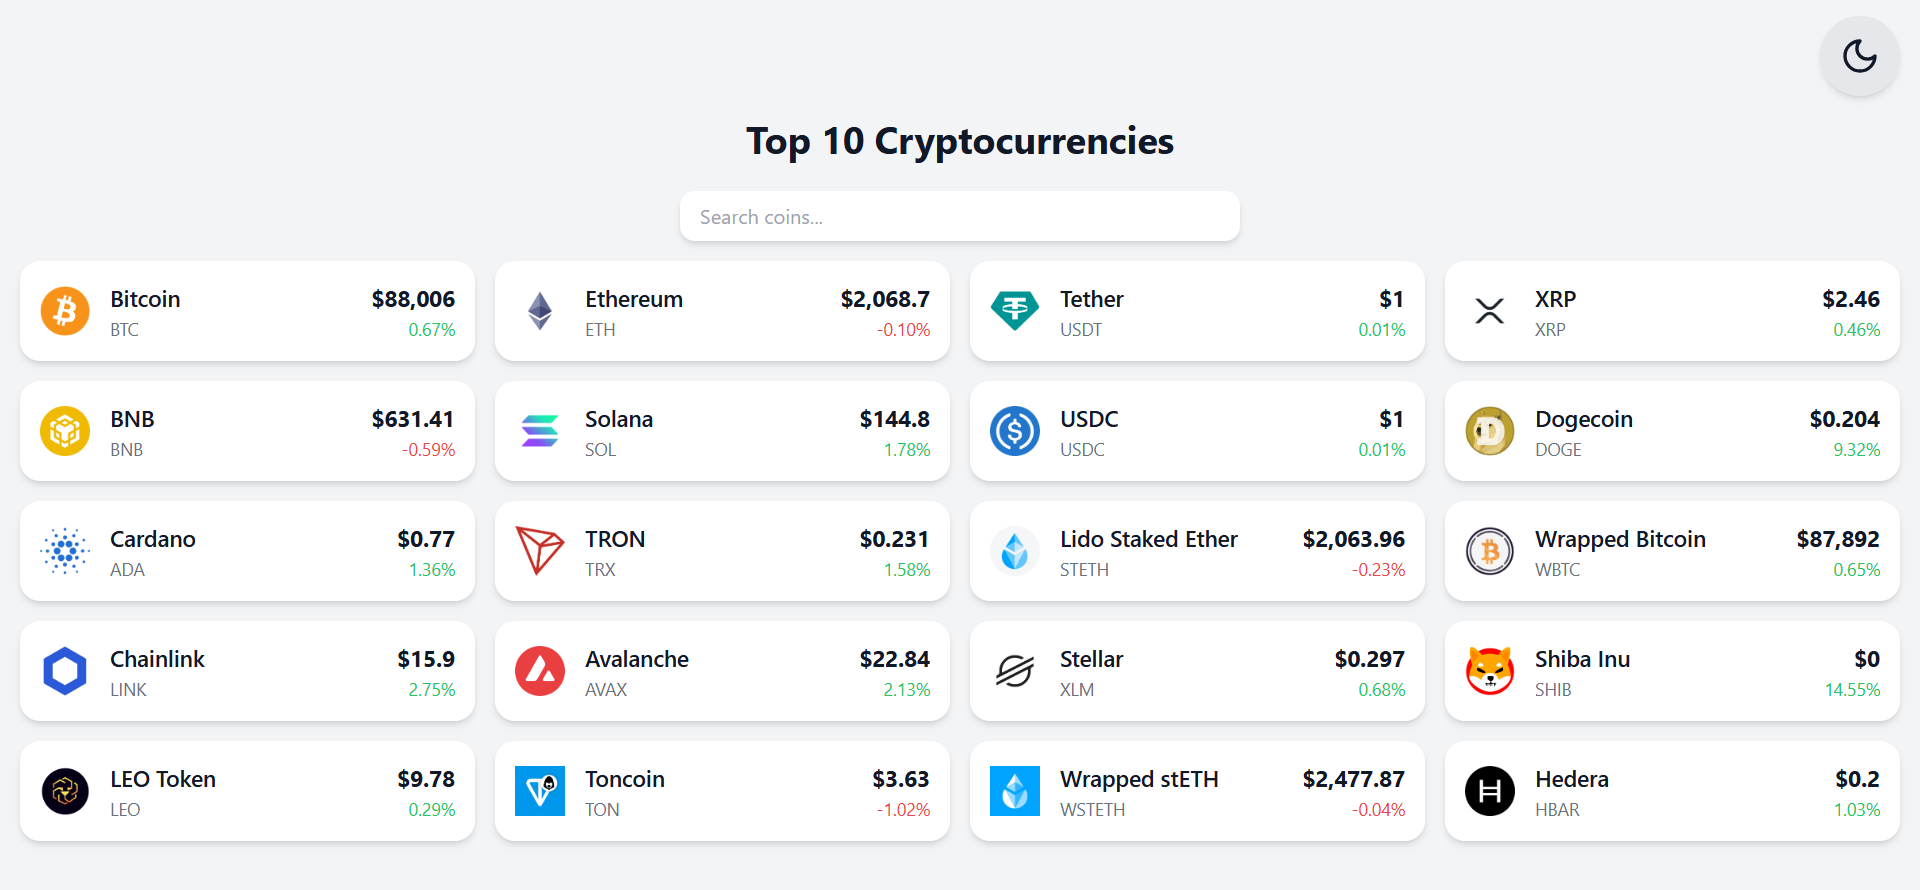 Top 10 Cryptocurrencies
Search coins...
Bitcoin $88,006
BTC 0.67%
Ethereum $2,068.7
ETH -0.10%
Tether $1
USDT 0.01%
XRP $2.46
XRP 0.46%
BNB $631.41
BNB -0.59%
Solana $144.8
SOL 1.78%
USDC $1
USDC 0.01%
Dogecoin $0.204
DOGE 9.32%
Cardano $0.77
ADA 1.36%
TRON $0.231
TRX 1.58%
Lido Staked Ether $2,063.96
STETH -0.23%
Wrapped Bitcoin $87,892
WBTC 0.65%
Chainlink $15.9
LINK 2.75%
Avalanche $22.84
AVAX 2.13%
Stellar $0.297
XLM 0.68%
Shiba Inu $0
SHIB 14.55%
LEO Token $9.78
LEO 0.29%
Toncoin $3.63
TON -1.02%
Wrapped stETH $2,477.87
WSTETH -0.04%
Hedera $0.2
HBAR 1.03%